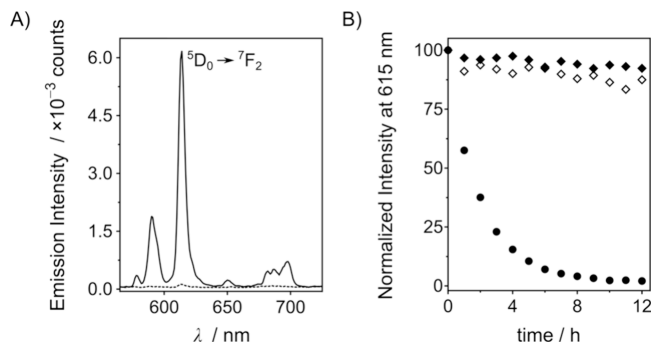 A)
Emission Intensity / ×10⁻³ counts
6.0
4.5
3.0
1.5
0.0
⁵D₀ → ⁷F₂
600 650 700
λ / nm
B)
Normalized Intensity at 615 nm
100
75
50
25
0
0 4 8 12
time / h